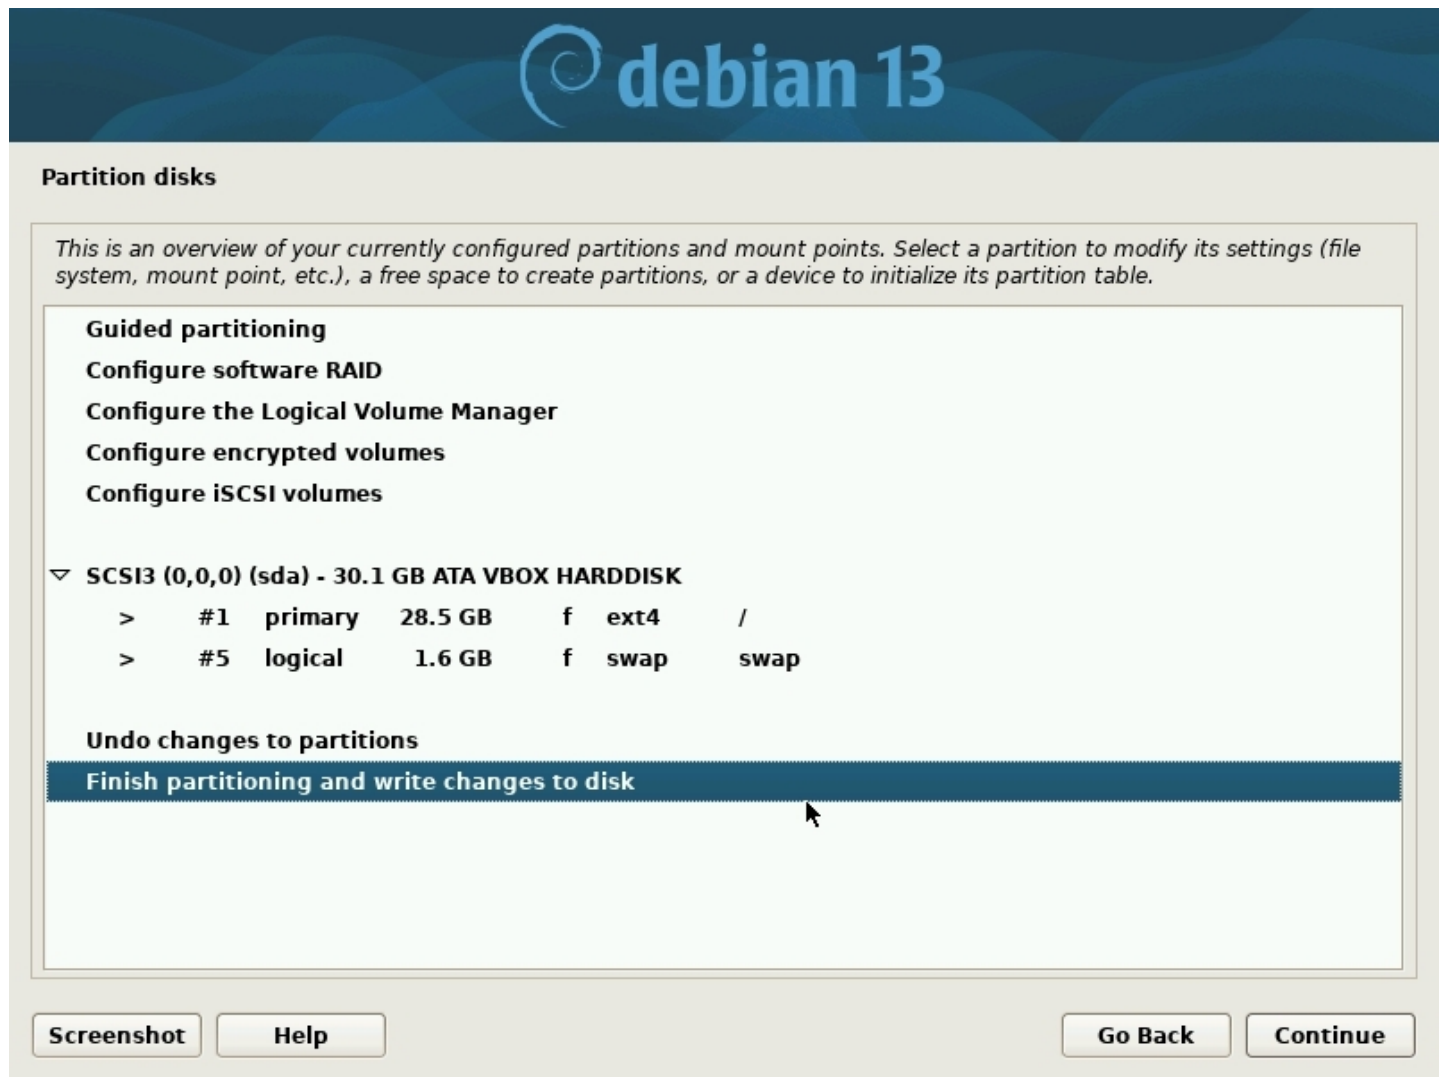 debian 13
Partition disks
This is an overview of your currently configured partitions and mount points. Select a partition to modify its settings (file
system, mount point, etc.), a free space to create partitions, or a device to initialize its partition table.
Guided partitioning
Configure software RAID
Configure the Logical Volume Manager
Configure encrypted volumes
Configure iSCSI volumes
SCSI3 (0,0,0) (sda) - 30.1 GB ATA VBOX HARDDISK
> #1 primary 28.5 GB f ext4 /
> #5 logical 1.6 GB f swap swap
Undo changes to partitions
Finish partitioning and write changes to disk
Screenshot Help Go Back Continue